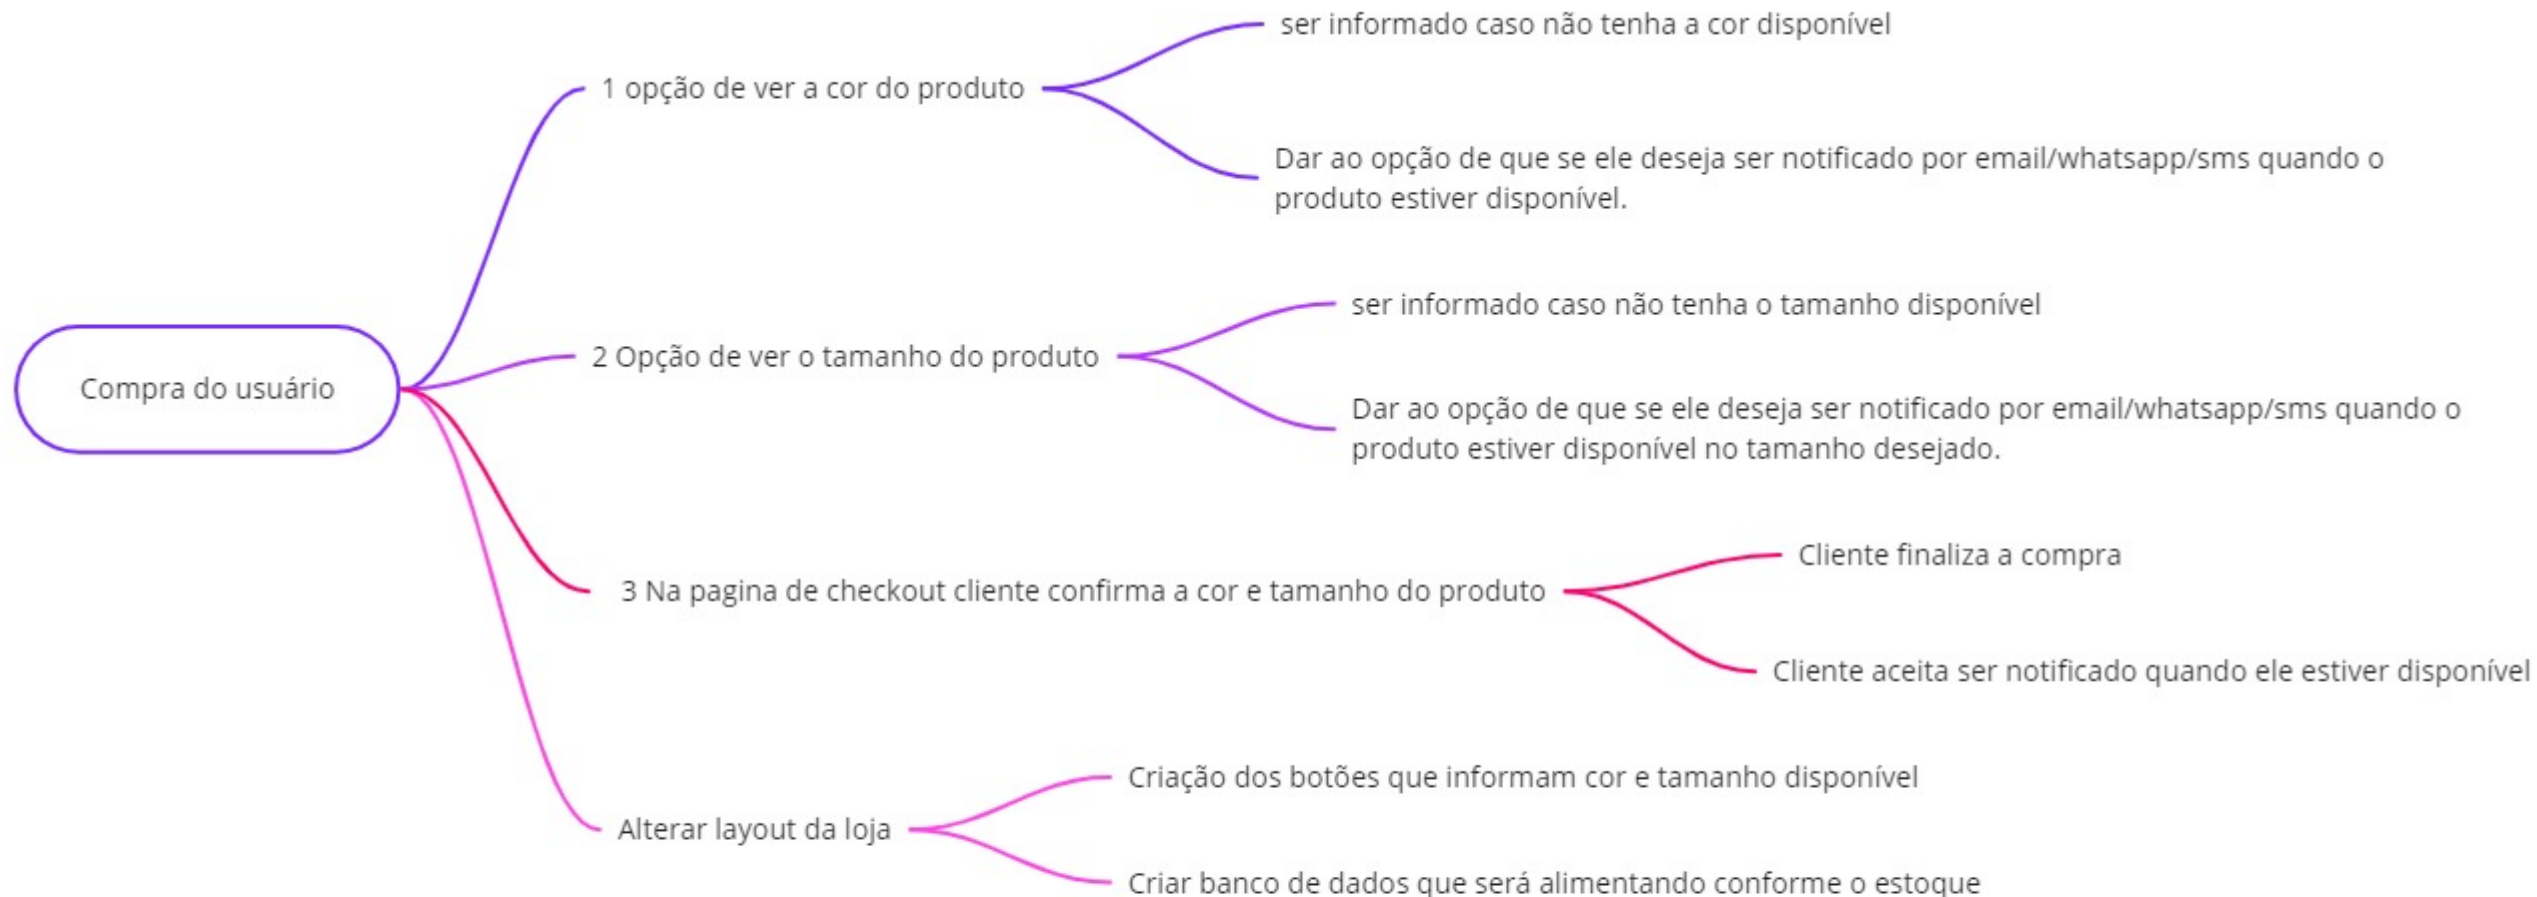 ser informado caso não tenha a cor disponível
1 opção de ver a cor do produto
Dar ao opção de que se ele deseja ser notificado por email/whatsapp/sms quando o
produto estiver disponível.
ser informado caso não tenha o tamanho disponível
2 Opção de ver o tamanho do produto
Compra do usuário
Dar ao opção de que se ele deseja ser notificado por email/whatsapp/sms quando o
produto estiver disponível no tamanho desejado.
Cliente finaliza a compra
3 Na pagina de checkout cliente confirma a cor e tamanho do produto
Cliente aceita ser notificado quando ele estiver disponível
Criação dos botões que informam cor e tamanho disponível
Alterar layout da loja
Criar banco de dados que será alimentando conforme o estoque